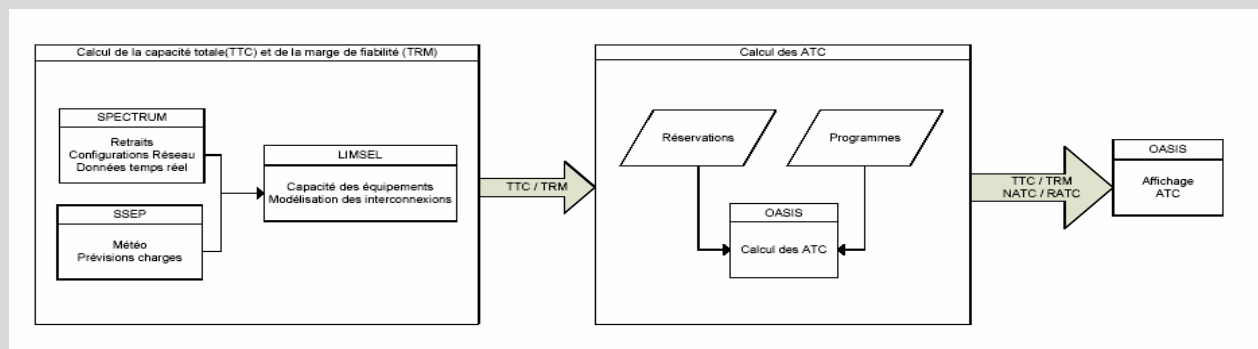 Calcul de la capacité totale(TTC) et de la marge de fiabilité (TRM)
SPECTRUM
Retraits
Configurations Réseau
Données temps réel
SSEP
Météo
Prévisions charges
LIMSEL
Capacité des équipements
Modélisation des interconnexions
TTC / TRM
Calcul des ATC
Réservations
Programmes
OASIS
Calcul des ATC
TTC / TRM
NATC / RATC
OASIS
Affichage
ATC